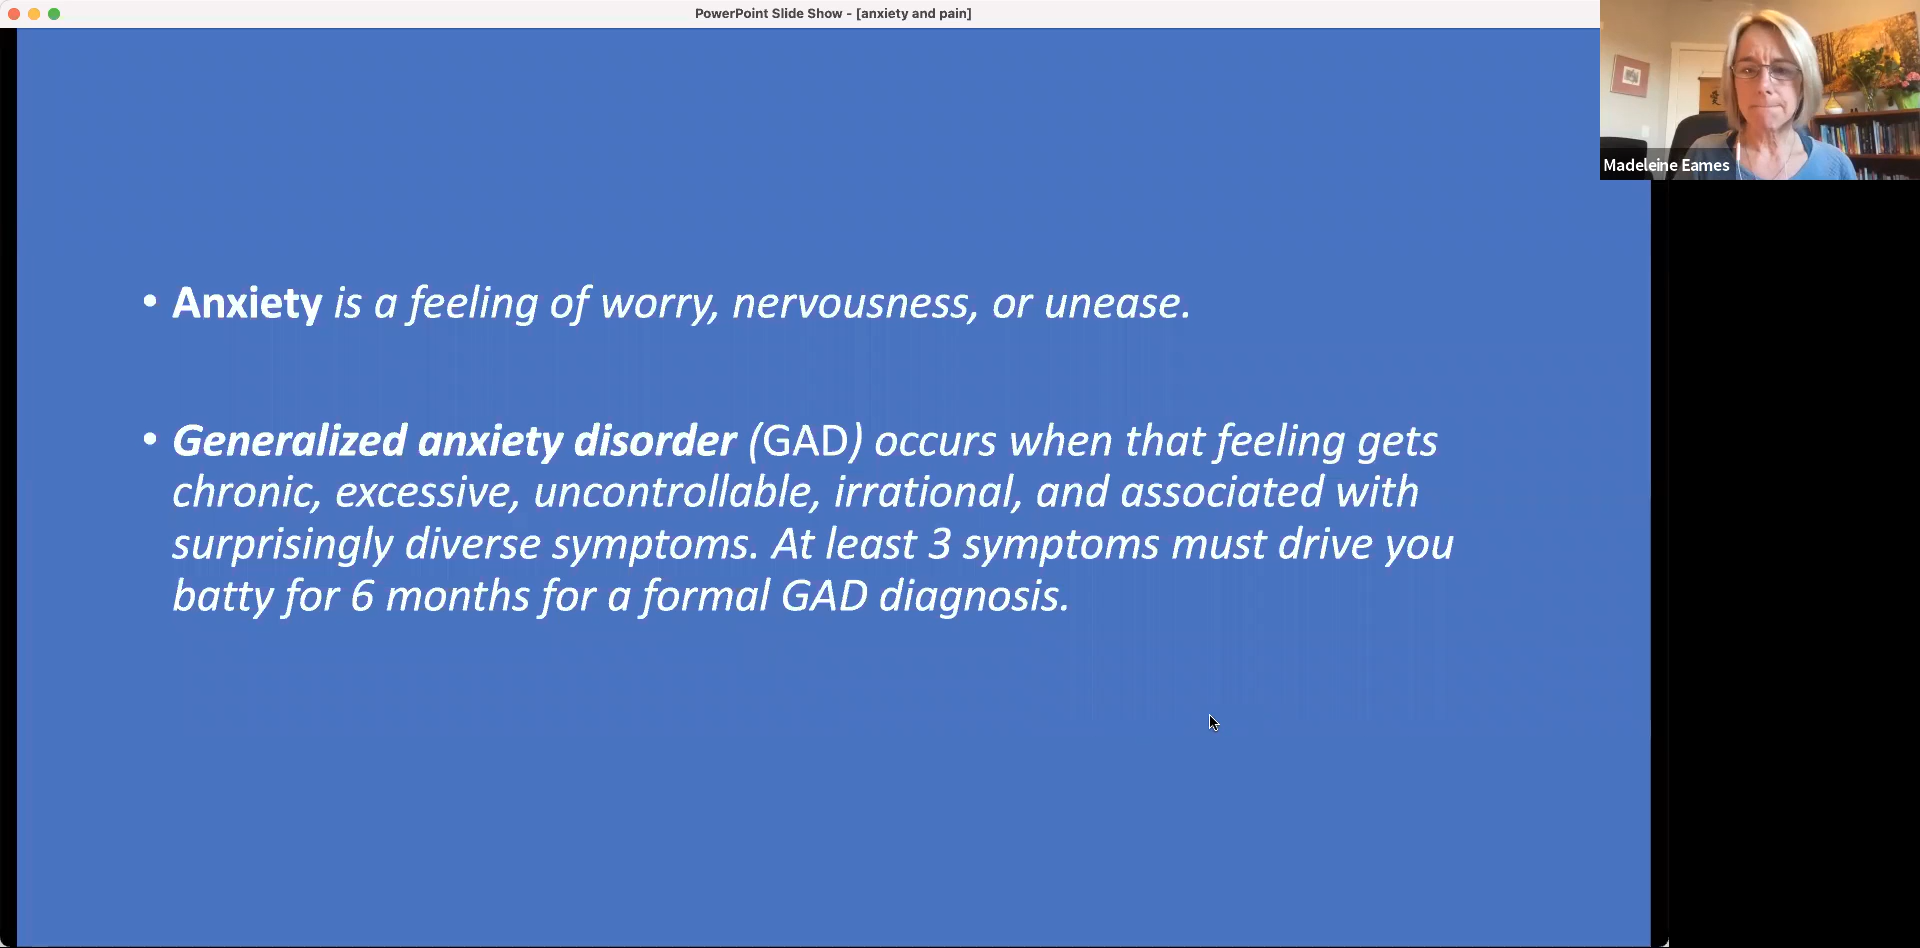 PowerPoint Slide Show - [anxiety and pain]
Madeleine Eames
• Anxiety is a feeling of worry, nervousness, or unease.
• Generalized anxiety disorder (GAD) occurs when that feeling gets
chronic, excessive, uncontrollable, irrational, and associated with
surprisingly diverse symptoms. At least 3 symptoms must drive you
batty for 6 months for a formal GAD diagnosis.